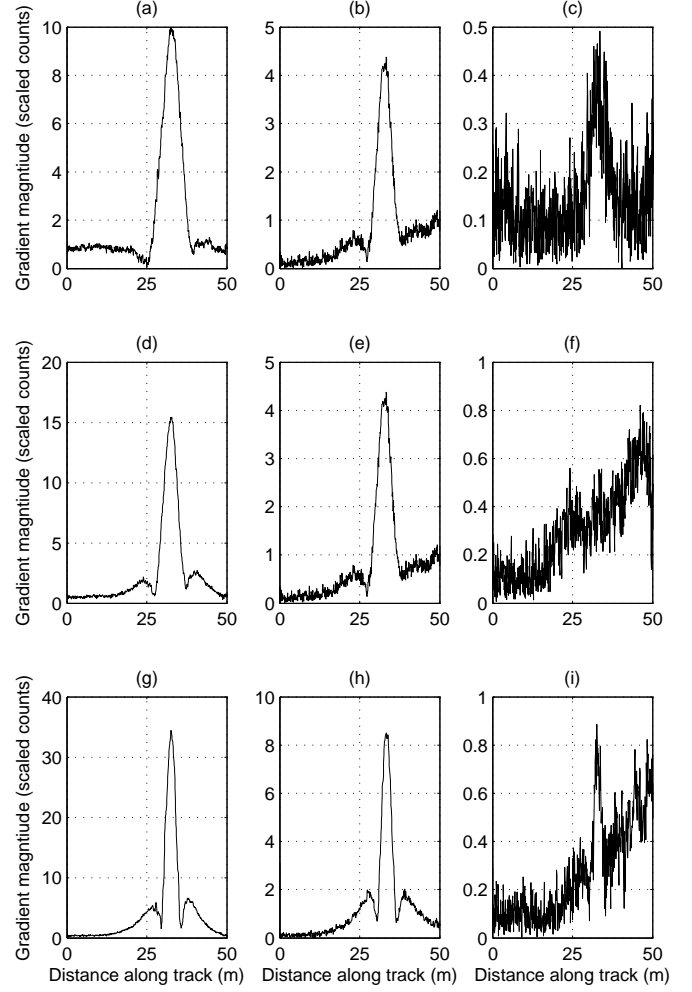 (a) (b) (c)
Gradient magntiude (scaled counts)
10 8 6 4 2 0
0 25 50
5 4 3 2 1 0
0 25 50
0.5 0.4 0.3 0.2 0.1 0
0 25 50
(d) (e) (f)
Gradient magntiude (scaled counts)
20 15 10 5 0
0 25 50
5 4 3 2 1 0
0 25 50
1 0.8 0.6 0.4 0.2 0
0 25 50
(g) (h) (i)
Gradient magntiude (scaled counts)
40 30 20 10 0
0 25 50
10 8 6 4 2 0
0 25 50
1 0.8 0.6 0.4 0.2 0
0 25 50
Distance along track (m) Distance along track (m) Distance along track (m)